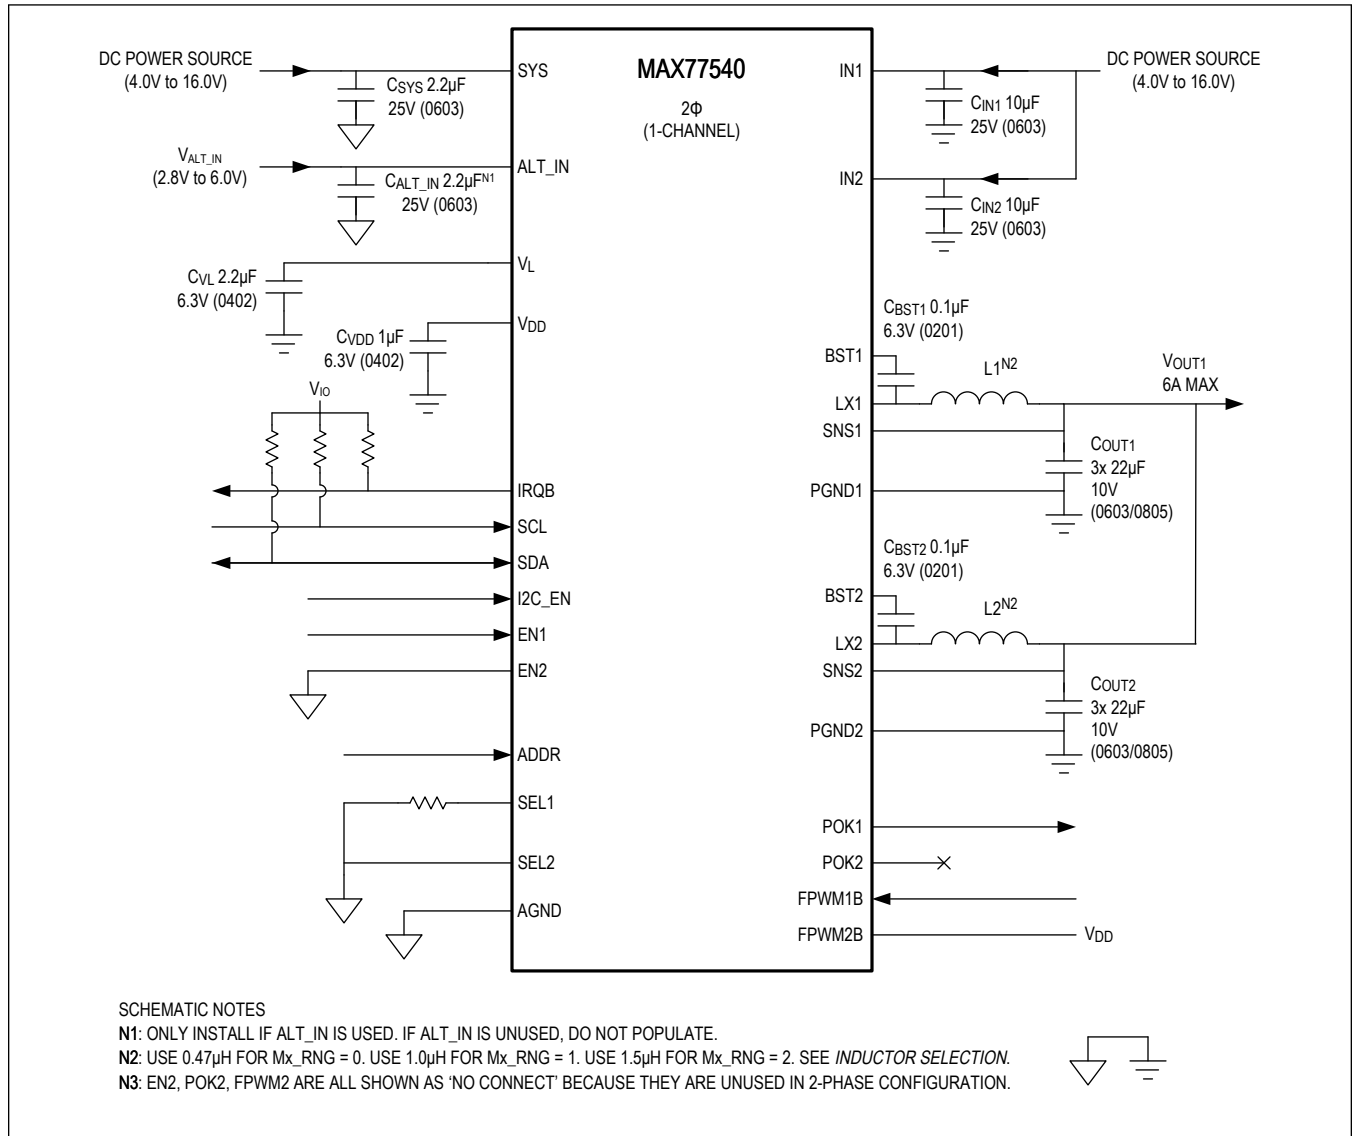 DC POWER SOURCE
(4.0V to 16.0V)
CSYS 2.2µF
25V (0603)
VALT_IN
(2.8V to 6.0V)
CALT_IN 2.2µFN1
25V (0603)
CVL 2.2µF
6.3V (0402)
CVDD 1µF
6.3V (0402)
VIO
SYS
ALT_IN
VL
VDD
IRQB
SCL
SDA
I2C_EN
EN1
EN2
ADDR
SEL1
SEL2
AGND
MAX77540
2Φ
(1-CHANNEL)
IN1
IN2
BST1
LX1
SNS1
PGND1
BST2
LX2
SNS2
PGND2
POK1
POK2
FPWM1B
FPWM2B
DC POWER SOURCE
(4.0V to 16.0V)
CIN1 10µF
25V (0603)
CIN2 10µF
25V (0603)
CBST1 0.1µF
6.3V (0201)
L1N2
VOUT1
6A MAX
COUT1
3x 22µF
10V
(0603/0805)
CBST2 0.1µF
6.3V (0201)
L2N2
COUT2
3x 22µF
10V
(0603/0805)
VDD
SCHEMATIC NOTES
N1: ONLY INSTALL IF ALT_IN IS USED. IF ALT_IN IS UNUSED, DO NOT POPULATE.
N2: USE 0.47µH FOR Mx_RNG = 0. USE 1.0µH FOR Mx_RNG = 1. USE 1.5µH FOR Mx_RNG = 2. SEE INDUCTOR SELECTION.
N3: EN2, POK2, FPWM2 ARE ALL SHOWN AS ‘NO CONNECT’ BECAUSE THEY ARE UNUSED IN 2-PHASE CONFIGURATION.